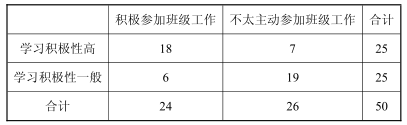 积极参加班级工作 不太主动参加班级工作 合计
学习积极性高 18 7 25
学习积极性一般 6 19 25
合计 24 26 50